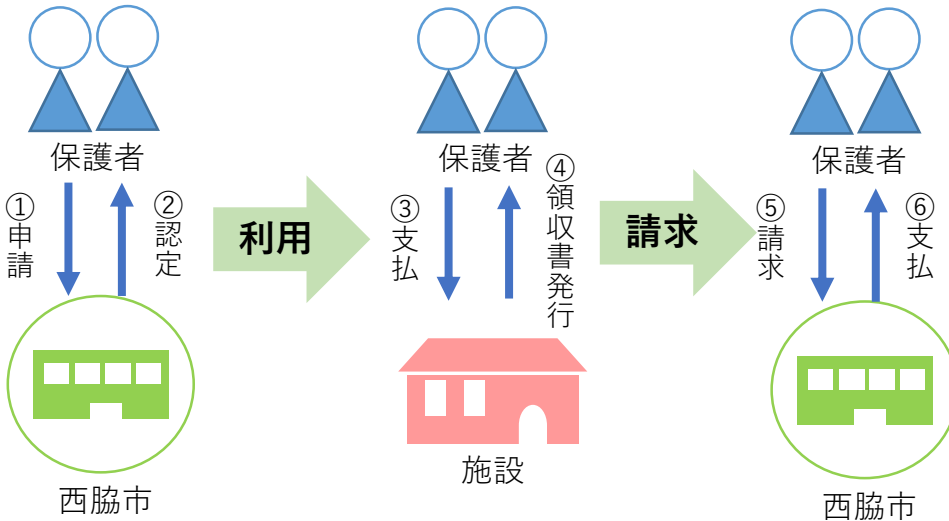 保護者
①申請
②認定
西脇市
利用
保護者
③支払
④領収書発行
施設
請求
保護者
⑤請求
⑥支払
西脇市